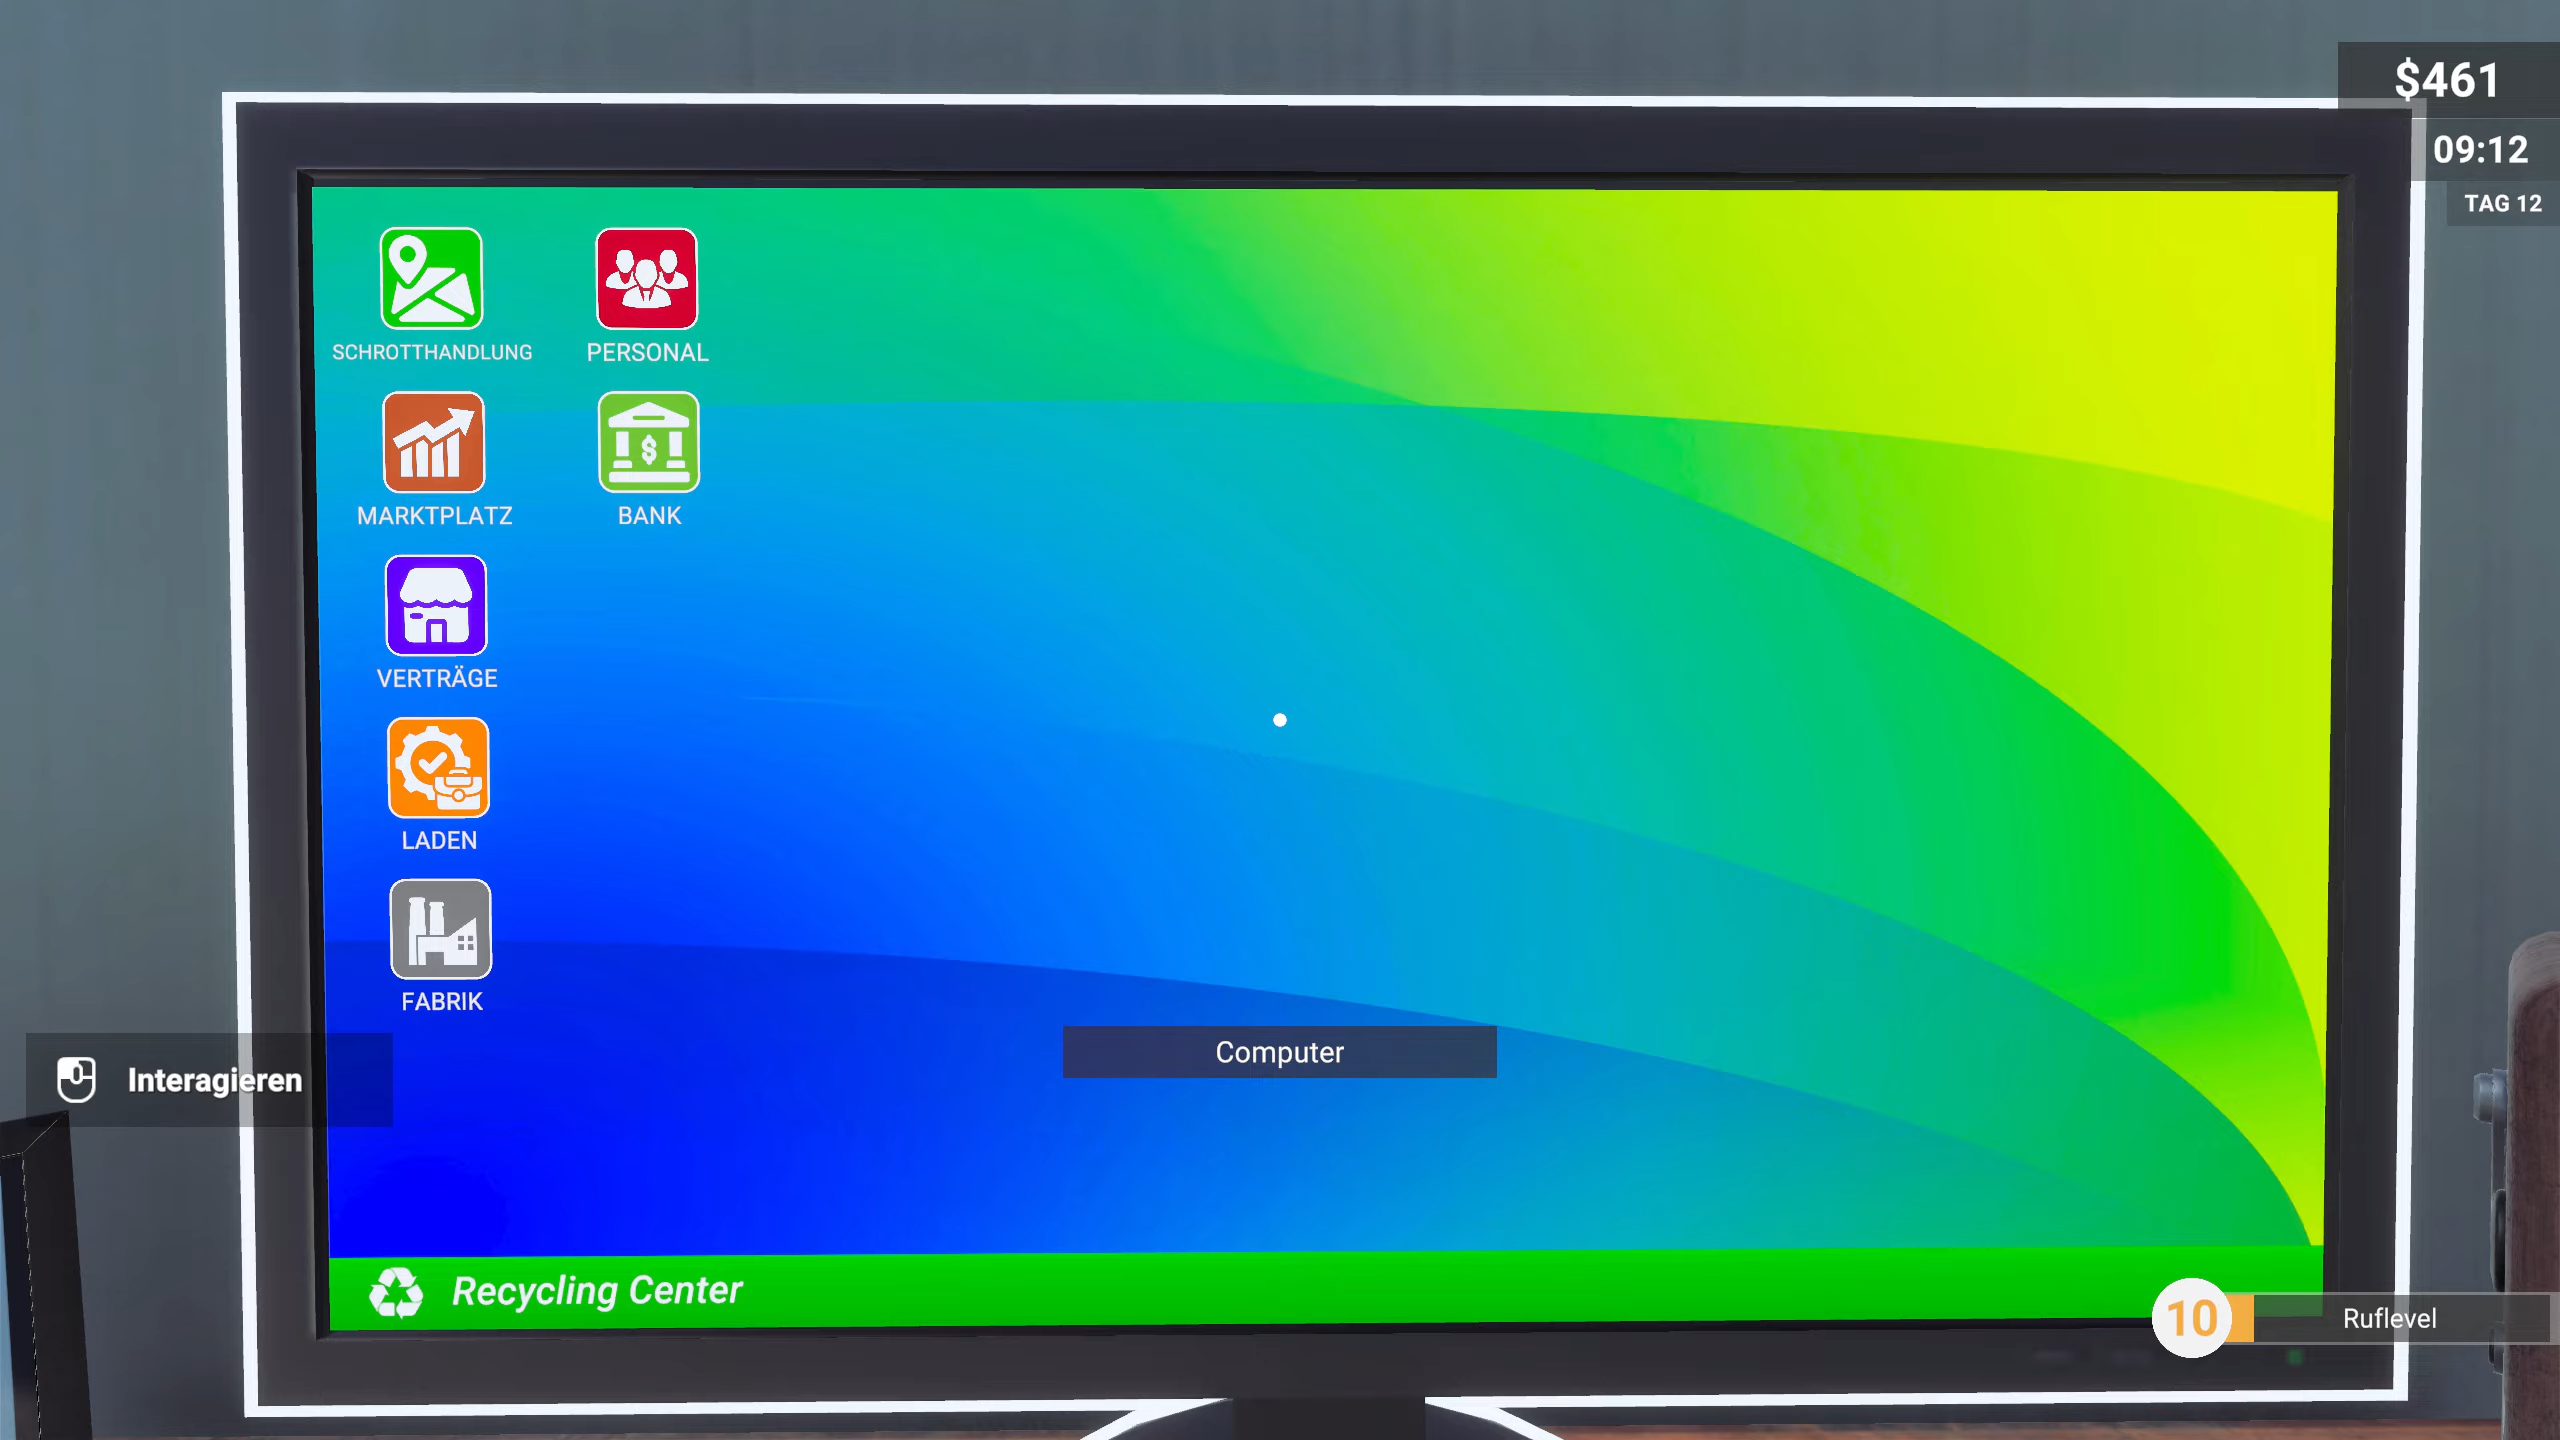 $461
09:12
TAG 12
SCHROTTHANDLUNG
PERSONAL
MARKTPLATZ
BANK
VERTRÄGE
LADEN
FABRIK
Computer
Interagieren
Recycling Center
10
Ruflevel